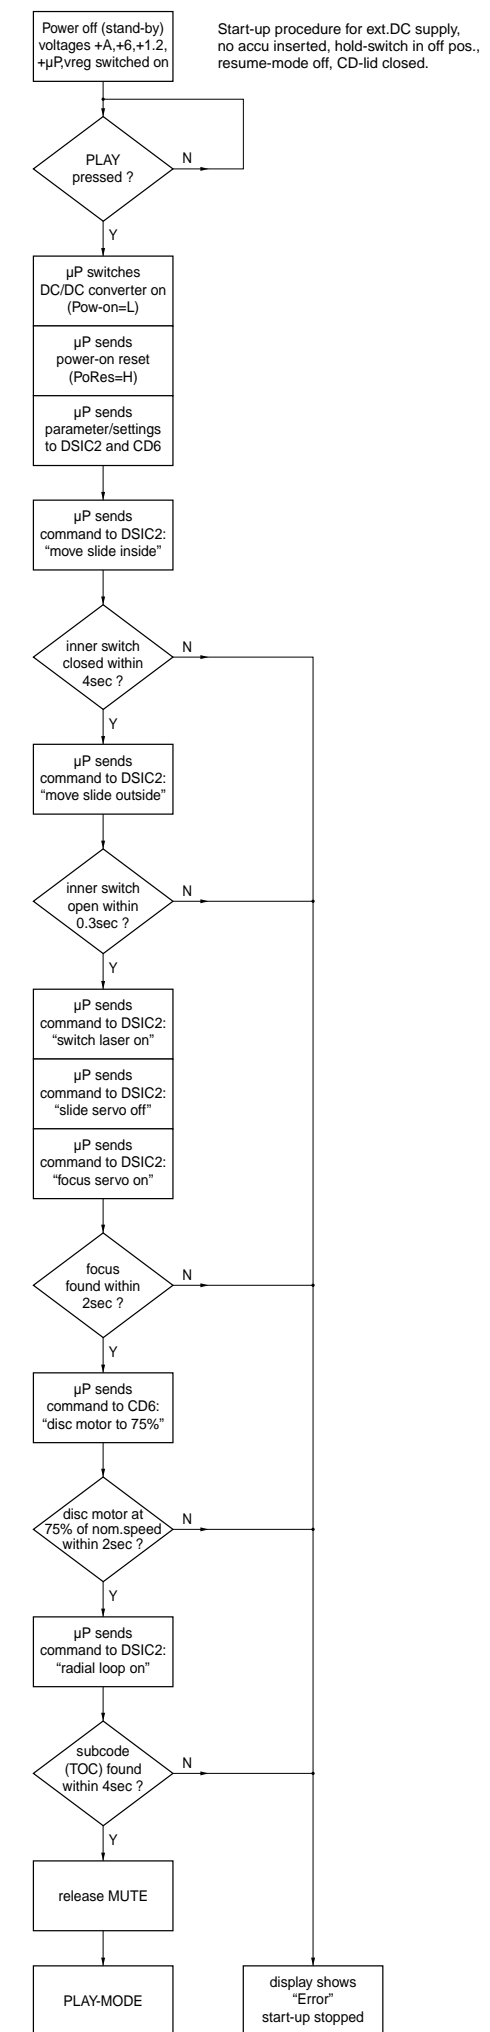 Power off (stand-by)
voltages +A,+6,+1.2,
+µP,vreg switched on
Start-up procedure for ext.DC supply,
no accu inserted, hold-switch in off pos.,
resume-mode off, CD-lid closed.
PLAY
pressed ?
N
Y
µP switches
DC/DC converter on
(Pow-on=L)
µP sends
power-on reset
(PoRes=H)
µP sends
parameter/settings
to DSIC2 and CD6
µP sends
command to DSIC2:
“move slide inside”
inner switch
closed within
4sec ?
N
Y
µP sends
command to DSIC2:
“move slide outside”
inner switch
open within
0.3sec ?
N
Y
µP sends
command to DSIC2:
“switch laser on”
µP sends
command to DSIC2:
“slide servo off”
µP sends
command to DSIC2:
“focus servo on”
focus
found within
2sec ?
N
Y
µP sends
command to CD6:
“disc motor to 75%”
disc motor at
75% of nom.speed
within 2sec ?
N
Y
µP sends
command to DSIC2:
“radial loop on”
subcode
(TOC) found
within 4sec ?
N
Y
release MUTE
PLAY-MODE
display shows
“Error”
start-up stopped